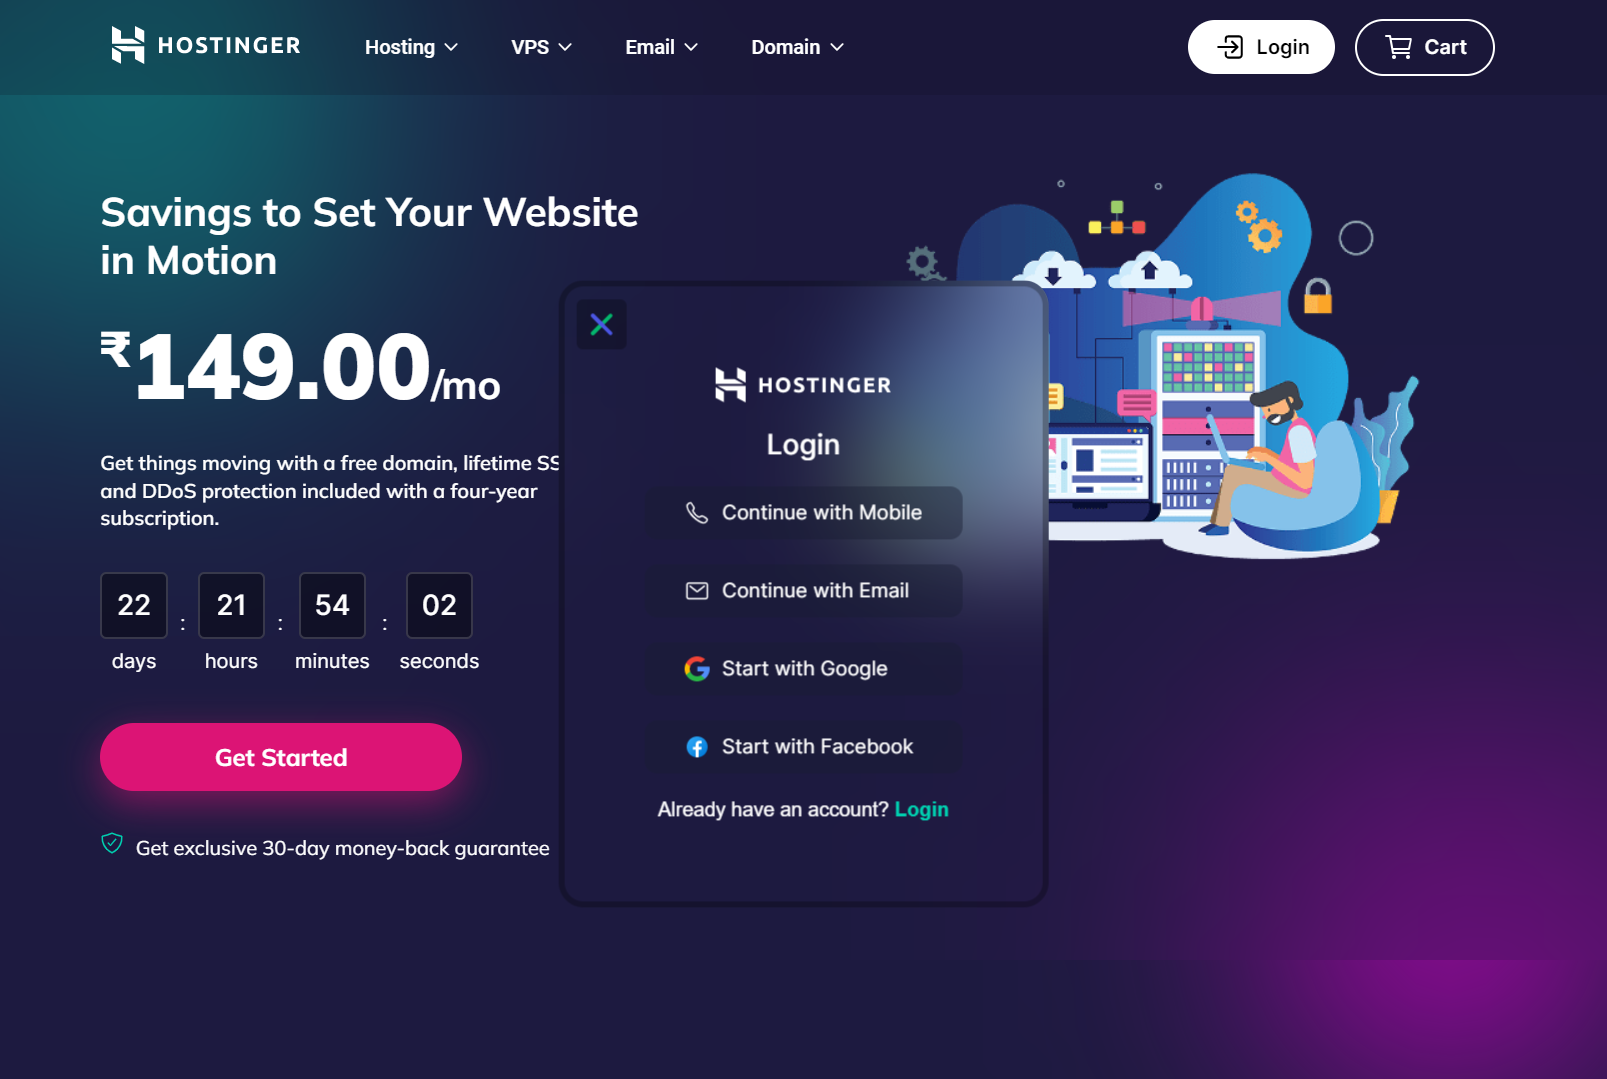 HOSTINGER
Hosting
VPS
Email
Domain
Login
Cart
Savings to Set Your Website
in Motion
₹149.00/mo
Get things moving with a free domain, lifetime
and DDoS protection included with a four-year
subscription.
22 : 21 : 54 : 02
days hours minutes seconds
Get Started
Get exclusive 30-day money-back guarantee
HOSTINGER
Login
Continue with Mobile
Continue with Email
Start with Google
Start with Facebook
Already have an account? Login